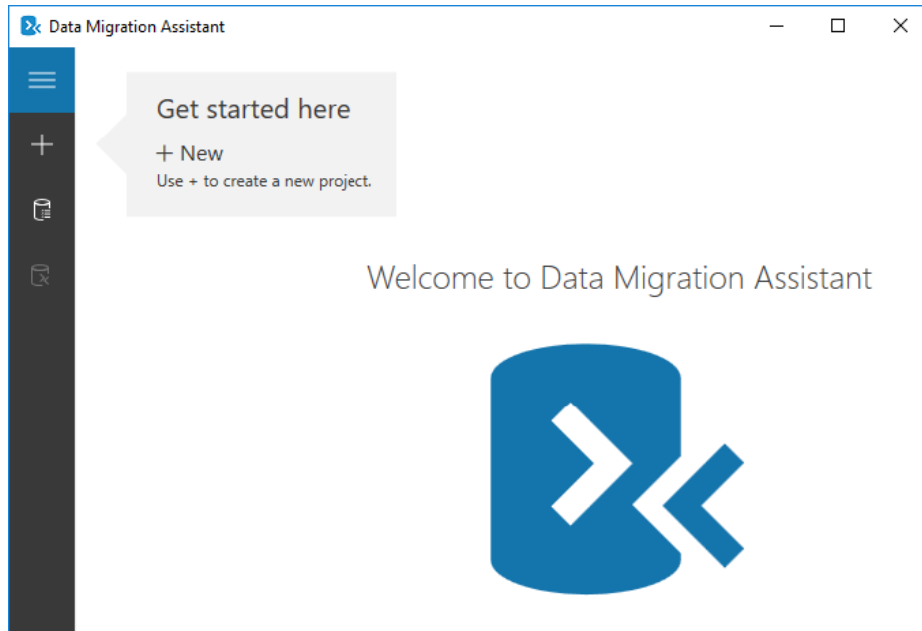 Data Migration Assistant
Get started here
+ New
Use + to create a new project.
Welcome to Data Migration Assistant